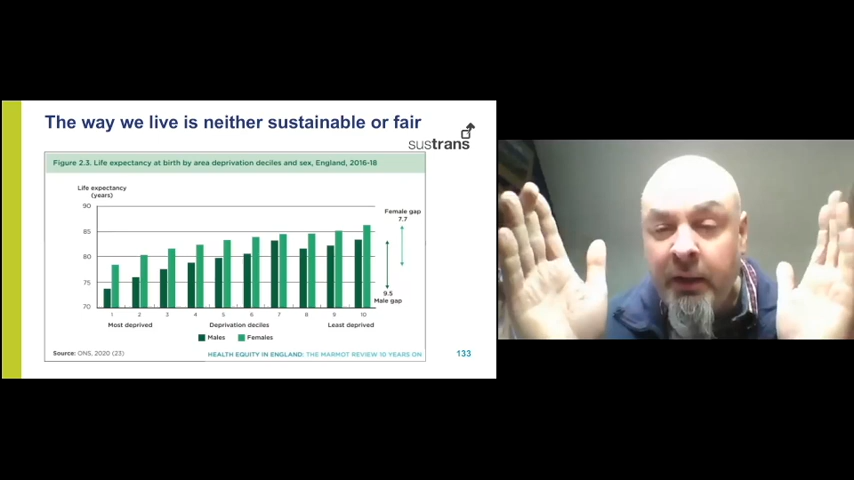 The way we live is neither sustainable or fair
sustrans
Figure 2.3. Life expectancy at birth by area deprivation deciles and sex, England, 2016-18
Life expectancy
(years)
90
85
80
75
70
1 2 3 4 5 6 7 8 9 10
Most deprived Deprivation deciles Least deprived
Males Females
Female gap
7.7
9.5
Male gap
Source: ONS, 2020 (23)
HEALTH EQUITY IN ENGLAND: THE MARMOT REVIEW 10 YEARS ON
133